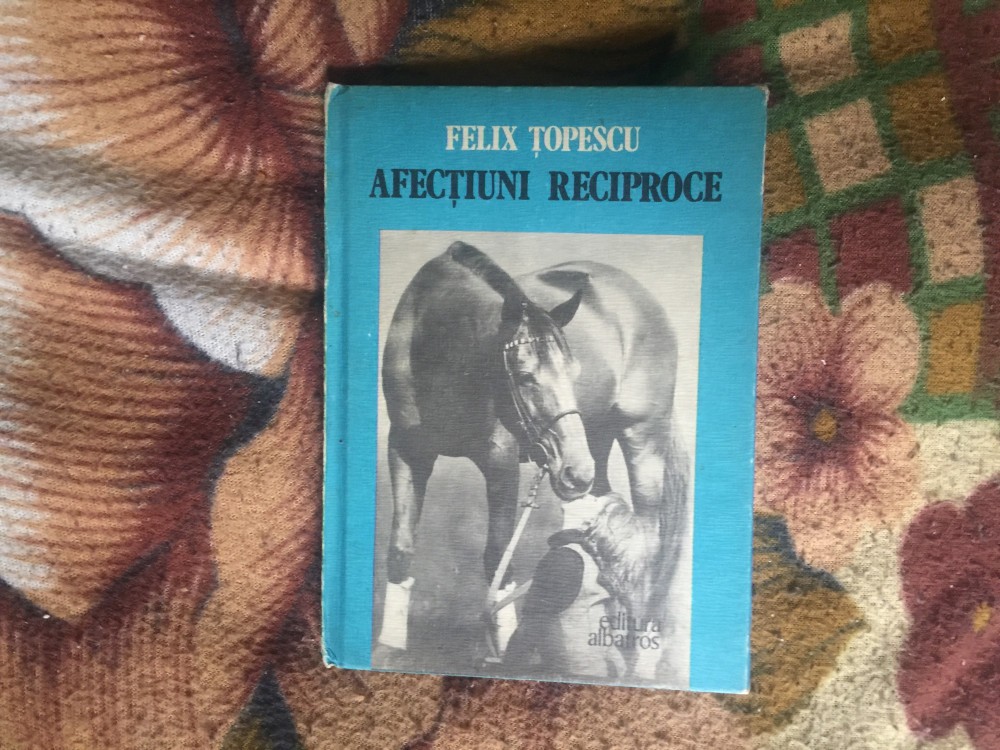 FELIX ȚOPESCU
AFECȚIUNI RECIPROCE
editura
albatros